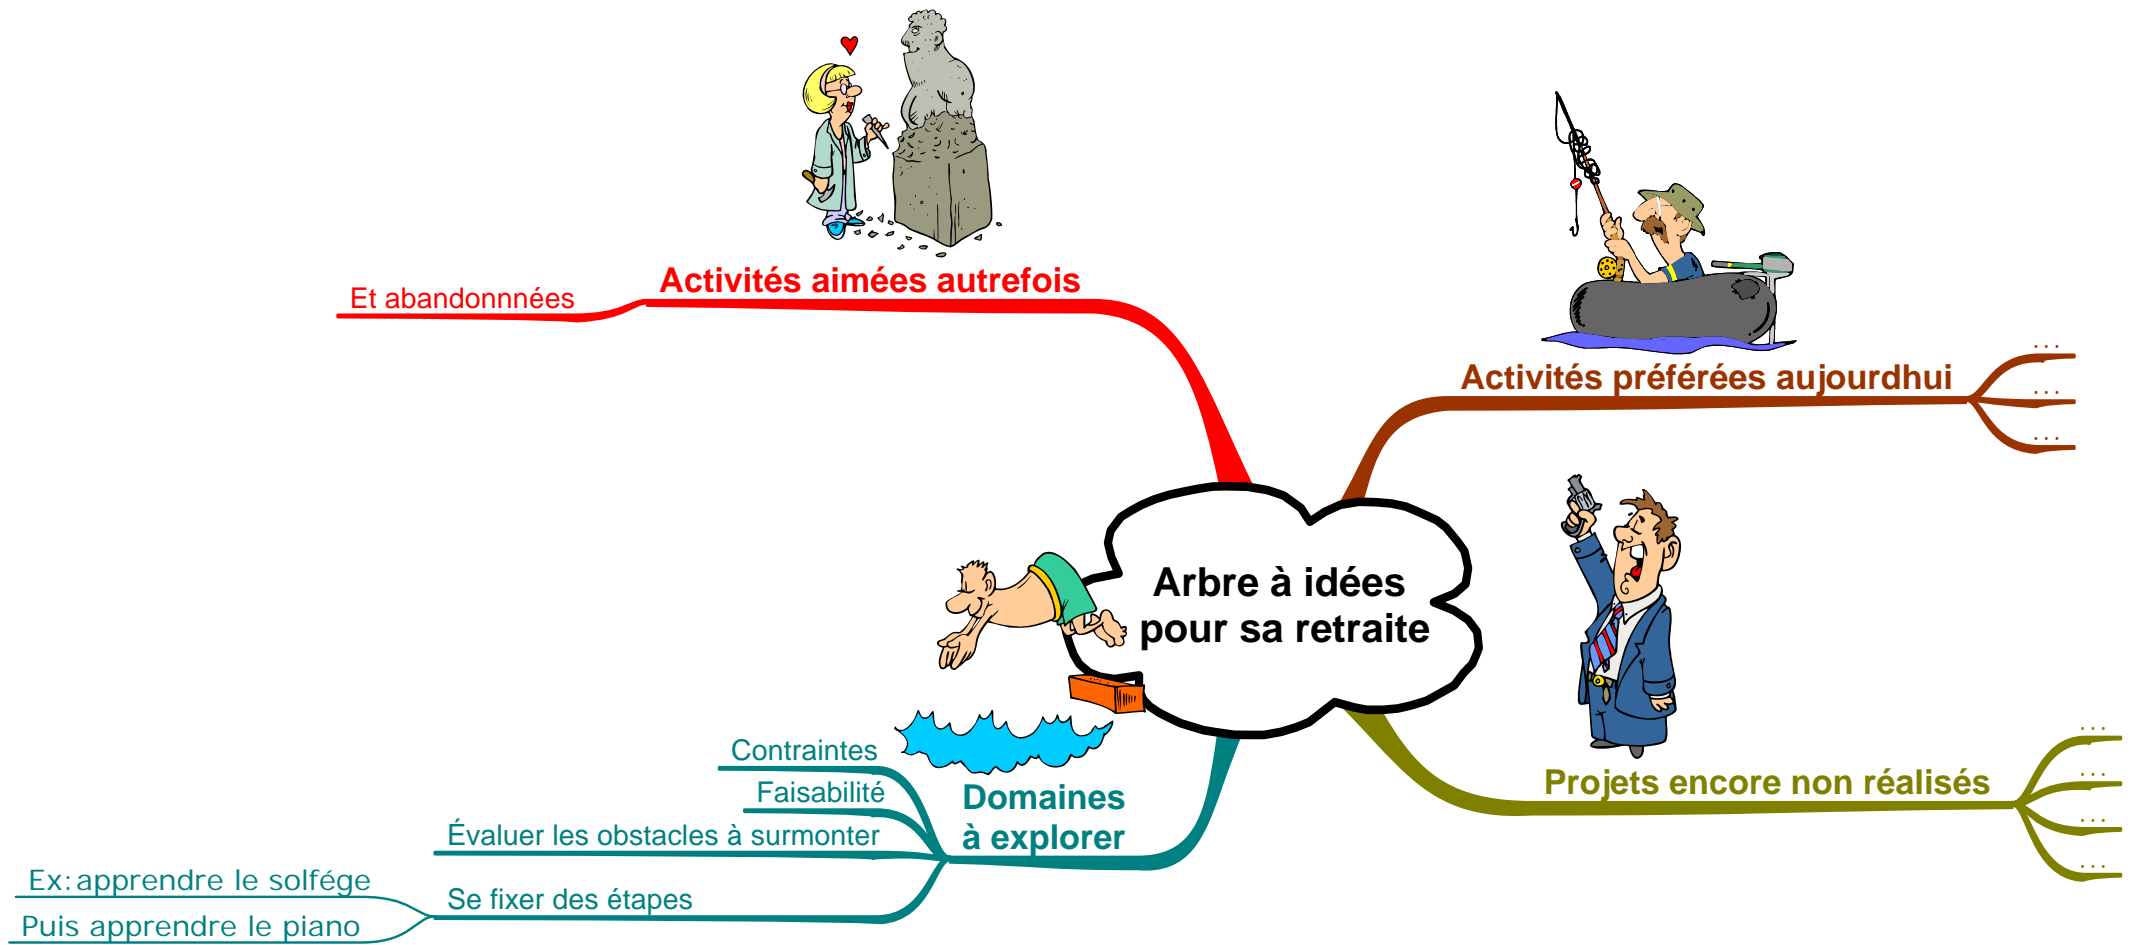 Arbre à idées
pour sa retraite
Activités préférées aujourdhui
...
...
...
Projets encore non réalisés
...
...
...
...
Domaines
à explorer
Contraintes
Faisabilité
Évaluer les obstacles à surmonter
Se fixer des étapes
Ex: apprendre le solfége
Puis apprendre le piano
Activités aimées autrefois
Et abandonnnées